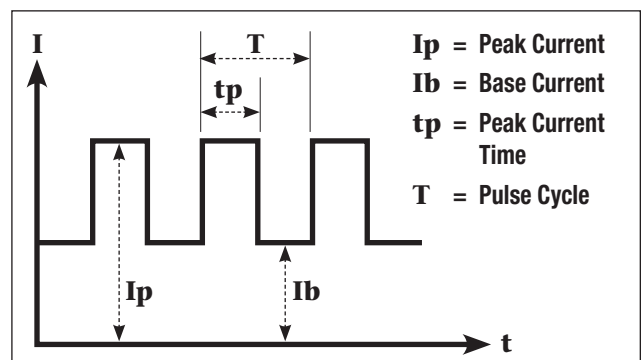 I
T
tp
Ip
Ib
t
Ip = Peak Current
Ib = Base Current
tp = Peak Current
Time
T = Pulse Cycle